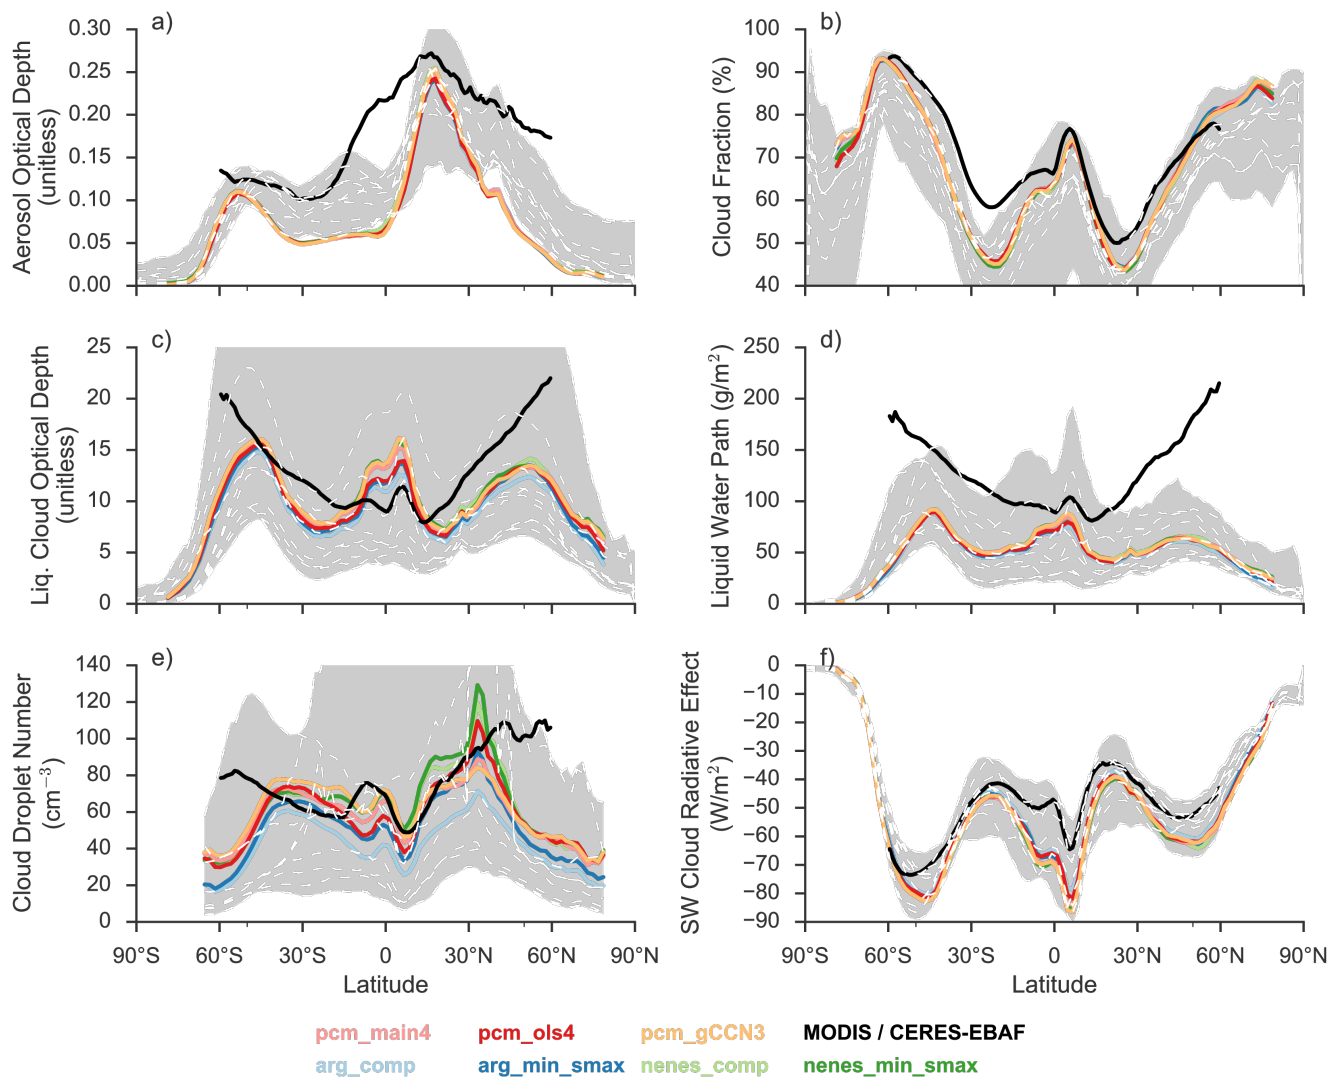 a)
0.30
0.25
0.20
0.15
0.10
0.05
0.00
Aerosol Optical Depth
(unitless)
b)
100
90
80
70
60
50
40
Cloud Fraction (%)
c)
25
20
15
10
5
0
Liq. Cloud Optical Depth
(unitless)
d)
250
200
150
100
50
0
Liquid Water Path (g/m²)
e)
140
120
100
80
60
40
20
0
Cloud Droplet Number
(cm⁻³)
90°S 60°S 30°S 0 30°N 60°N 90°N
Latitude
f)
0
−10
−20
−30
−40
−50
−60
−70
−80
−90
SW Cloud Radiative Effect
(W/m²)
90°S 60°S 30°S 0 30°N 60°N 90°N
Latitude
pcm_main4 pcm_ols4 pcm_gCCN3 MODIS / CERES-EBAF
arg_comp arg_min_smax nenes_comp nenes_min_smax